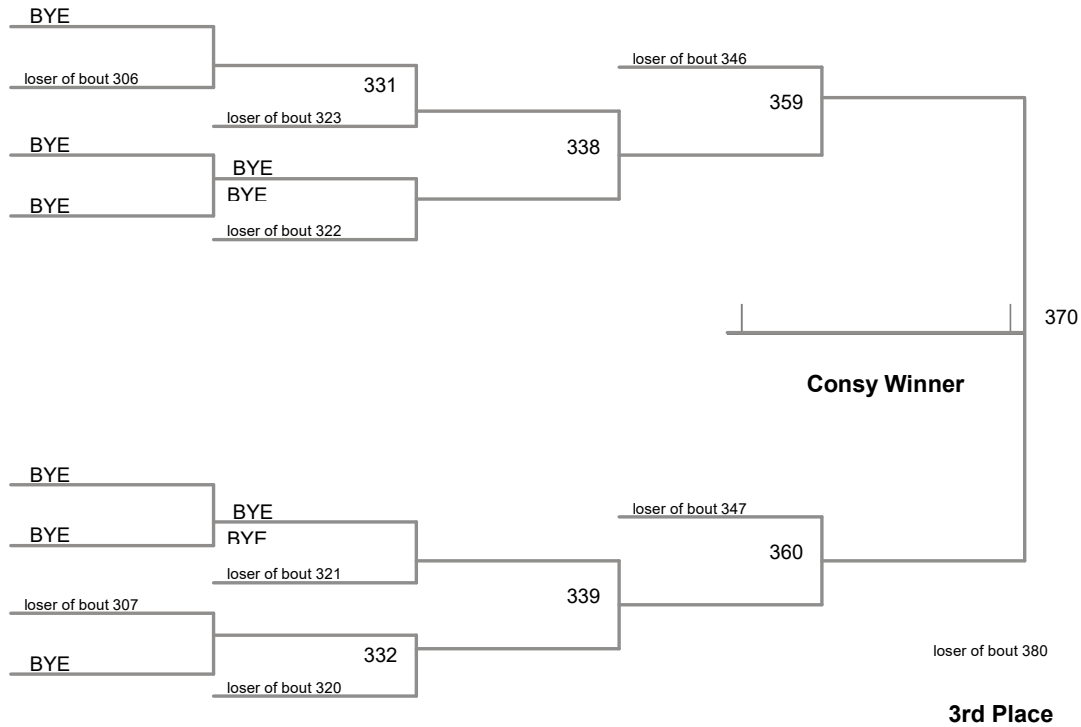 BYE
loser of bout 306
331
loser of bout 323
BYE
BYE
BYE
BYE
loser of bout 322
338
loser of bout 346
359
370
Consy Winner
BYE
BYE
BYE
BYE
loser of bout 321
loser of bout 307
BYE
332
loser of bout 320
339
loser of bout 347
360
loser of bout 380
3rd Place